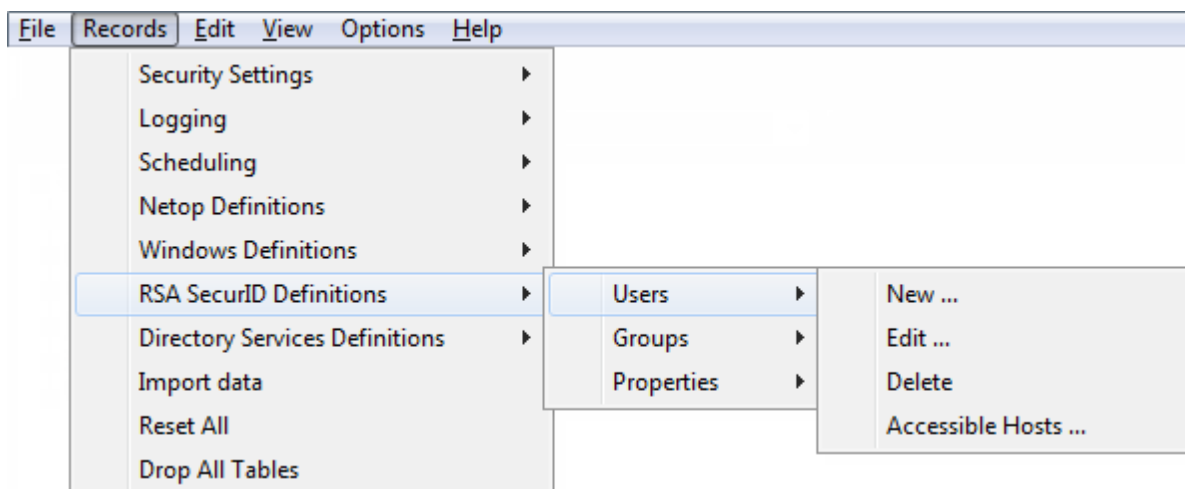 File Records Edit View Options Help
Security Settings
Logging
Scheduling
Netop Definitions
Windows Definitions
RSA SecurID Definitions Users New ...
Directory Services Definitions Groups Edit ...
Import data Properties Delete
Reset All Accessible Hosts ...
Drop All Tables